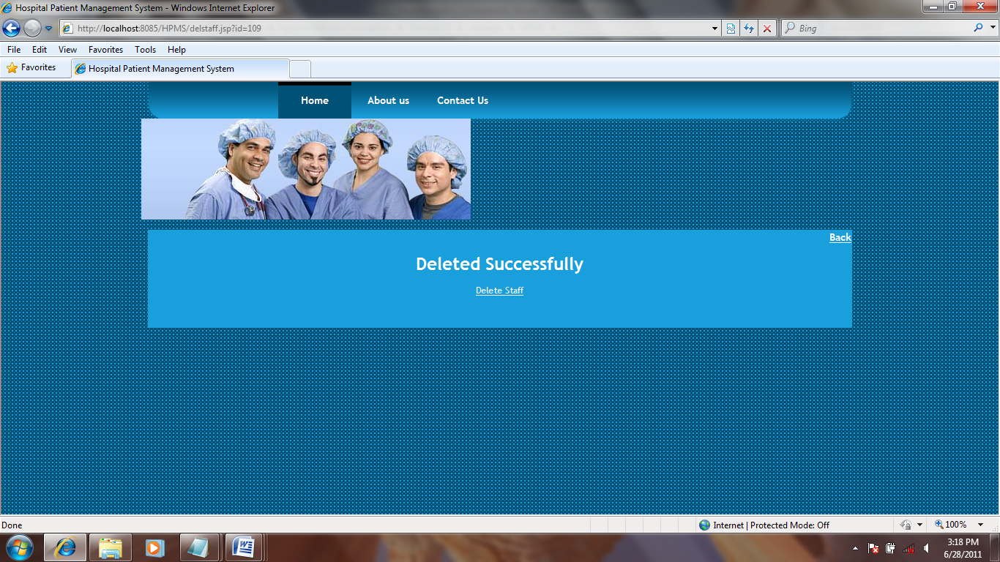 Hospital Patient Management System - Windows Internet Explorer
http://localhost:8085/HPMS/delstaff.jsp?id=109
Bing
File Edit View Favorites Tools Help
Favorites
Hospital Patient Management System
Home About us Contact Us
Back
Deleted Successfully
Delete Staff
Done
Internet | Protected Mode: Off
100%
3:18 PM
6/28/2011